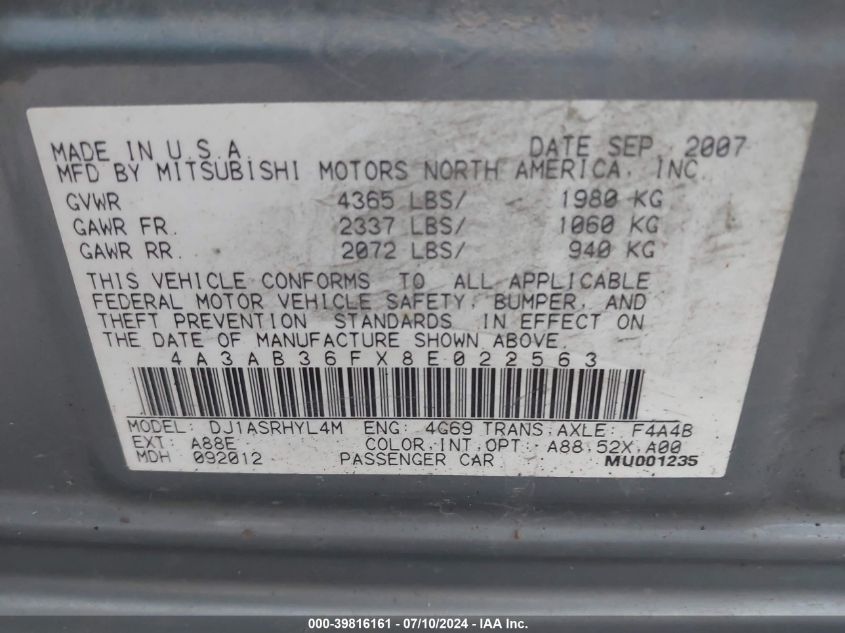 MADE IN U.S.A. DATE SEP 2007
MFD BY MITSUBISHI MOTORS NORTH AMERICA, INC.
GVWR 4365 LBS/ 1980 KG
GAWR FR. 2337 LBS/ 1060 KG
GAWR RR. 2072 LBS/ 940 KG
THIS VEHICLE CONFORMS TO ALL APPLICABLE
FEDERAL MOTOR VEHICLE SAFETY, BUMPER, AND
THEFT PREVENTION STANDARDS IN EFFECT ON
THE DATE OF MANUFACTURE SHOWN ABOVE.
4A3AB36FX8E022563
MODEL: DJ1ASRHYL4M ENG: 4G69 TRANS. AXLE: F4A4B
EXT: A88E COLOR.INT.OPT: A88.52X.A00
MDH 092012 PASSENGER CAR MU001235
000-39816161 / 07/10/2024 / IAA Holdings, LLC.